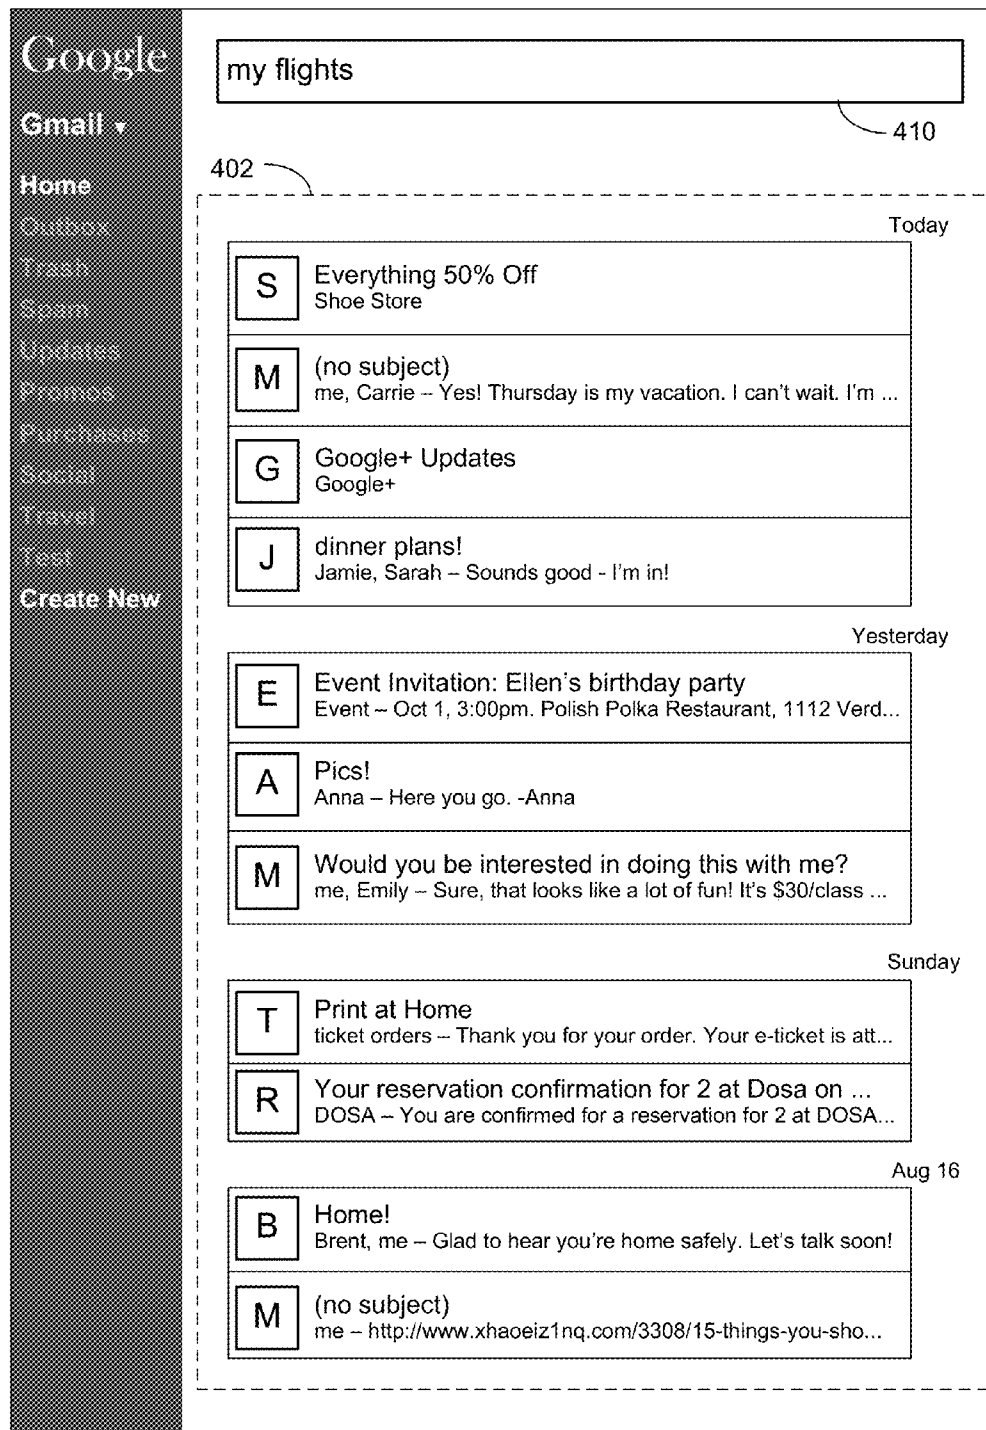 Google
Gmail ▾
Home
Outbox
Trash
Spam
Updates
Promos
Purchases
Social
Travel
Test
Create New
my flights
410
402
Today
S
Everything 50% Off
Shoe Store
M
(no subject)
me, Carrie – Yes! Thursday is my vacation. I can't wait. I'm ...
G
Google+ Updates
Google+
J
dinner plans!
Jamie, Sarah – Sounds good - I'm in!
Yesterday
E
Event Invitation: Ellen's birthday party
Event – Oct 1, 3:00pm. Polish Polka Restaurant, 1112 Verd...
A
Pics!
Anna – Here you go. -Anna
M
Would you be interested in doing this with me?
me, Emily – Sure, that looks like a lot of fun! It's $30/class ...
Sunday
T
Print at Home
ticket orders – Thank you for your order. Your e-ticket is att...
R
Your reservation confirmation for 2 at Dosa on ...
DOSA – You are confirmed for a reservation for 2 at DOSA...
Aug 16
B
Home!
Brent, me – Glad to hear you're home safely. Let's talk soon!
M
(no subject)
me – http://www.xhaoeiz1nq.com/3308/15-things-you-sho...